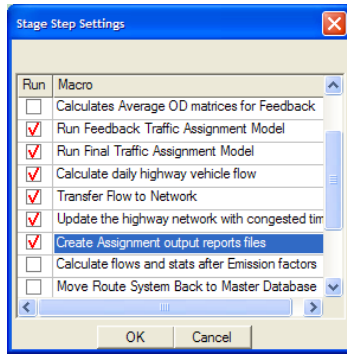 Stage Step Settings
Run Macro
Calculates Average OD matrices for Feedback
Run Feedback Traffic Assignment Model
Run Final Traffic Assignment Model
Calculate daily highway vehicle flow
Transfer Flow to Network
Update the highway network with congested tim
Create Assignment output reports files
Calculate flows and stats after Emission factors
Move Route System Back to Master Database
OK Cancel